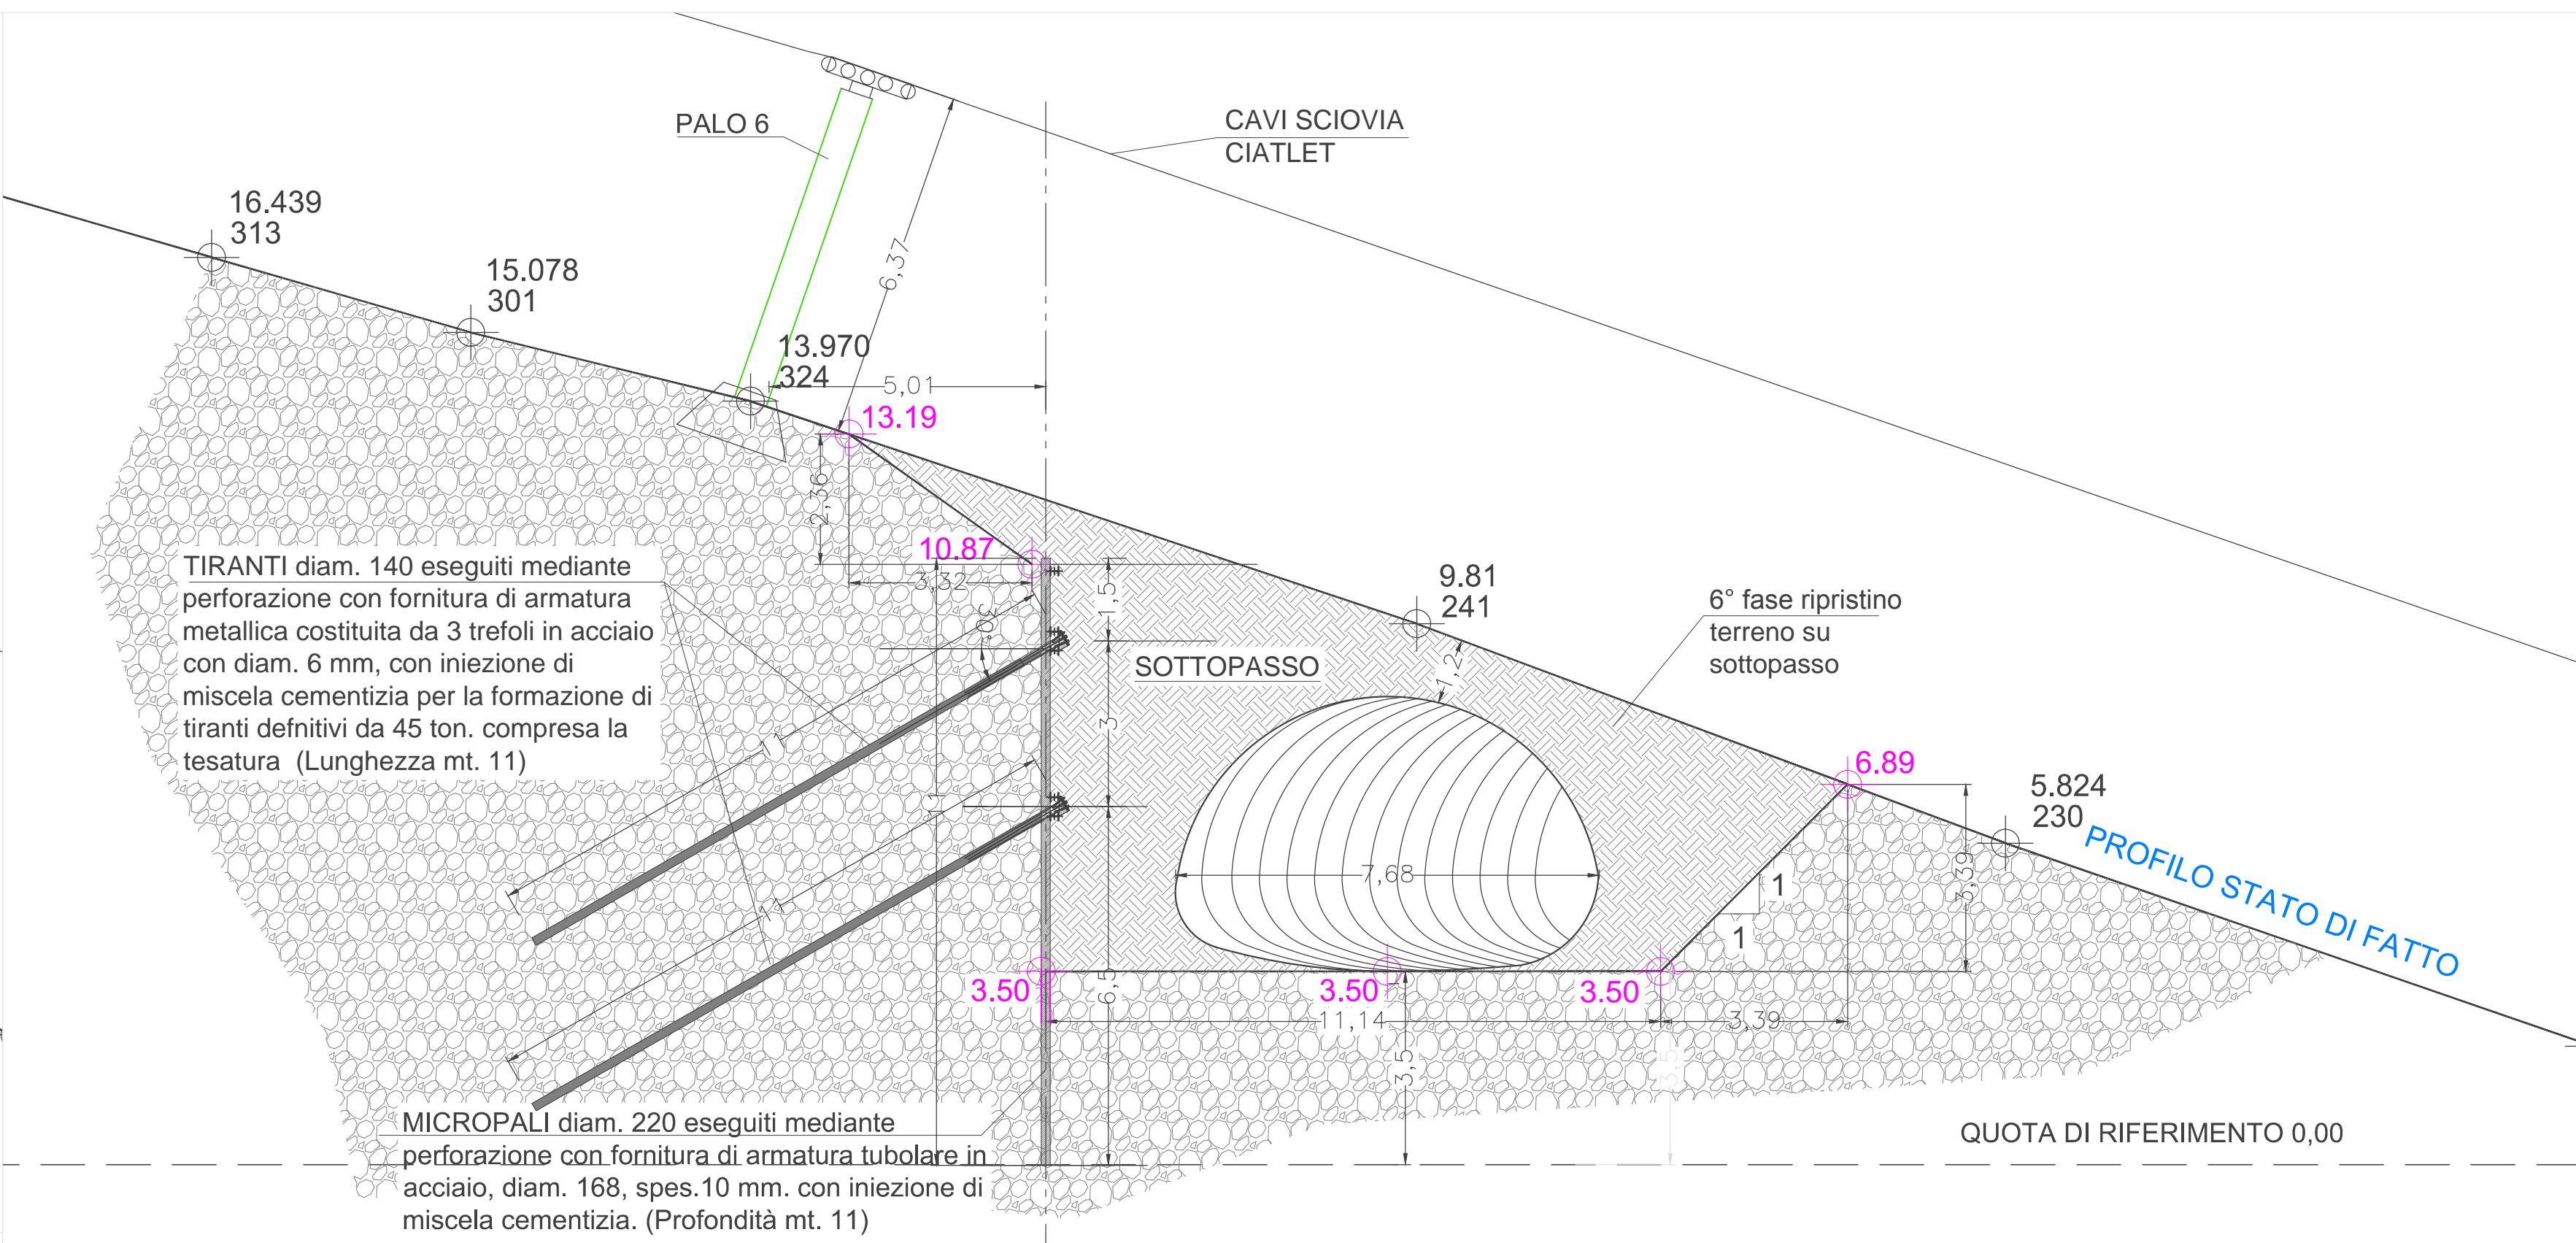 PALO 6
CAVI SCIOVIA
CIATLET
16.439
313
15.078
301
6,37
13.970
324
5,01
13.19
2,36
10.87
3,32
TIRANTI diam. 140 eseguiti mediante
perforazione con fornitura di armatura
metallica costituita da 3 trefoli in acciaio
con diam. 6 mm, con iniezione di
miscela cementizia per la formazione di
tiranti defnitivi da 45 ton. compresa la
tesatura (Lunghezza mt. 11)
1,5
30°
9.81
241
6° fase ripristino
terreno su
sottopasso
SOTTOPASSO
1,2
3
11
11
11
7,68
6.89
5.824
230
3,39
PROFILO STATO DI FATTO
1
1
3.50
6,5
3.50
3.50
11,14
3,39
3,5
3,5
MICROPALI diam. 220 eseguiti mediante
perforazione con fornitura di armatura tubolare in
acciaio, diam. 168, spes.10 mm. con iniezione di
miscela cementizia. (Profondità mt. 11)
QUOTA DI RIFERIMENTO 0,00